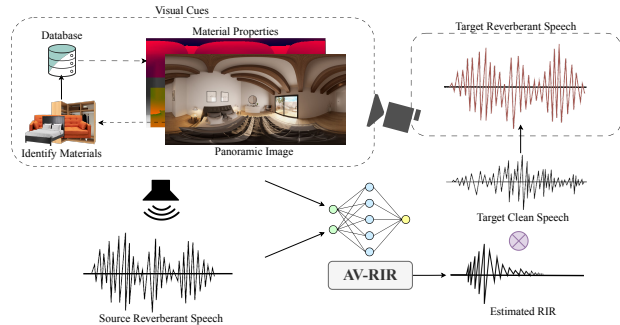 Visual Cues
Database
Material Properties
Identify Materials
Panoramic Image
Target Reverberant Speech
Target Clean Speech
AV-RIR
Source Reverberant Speech
Estimated RIR